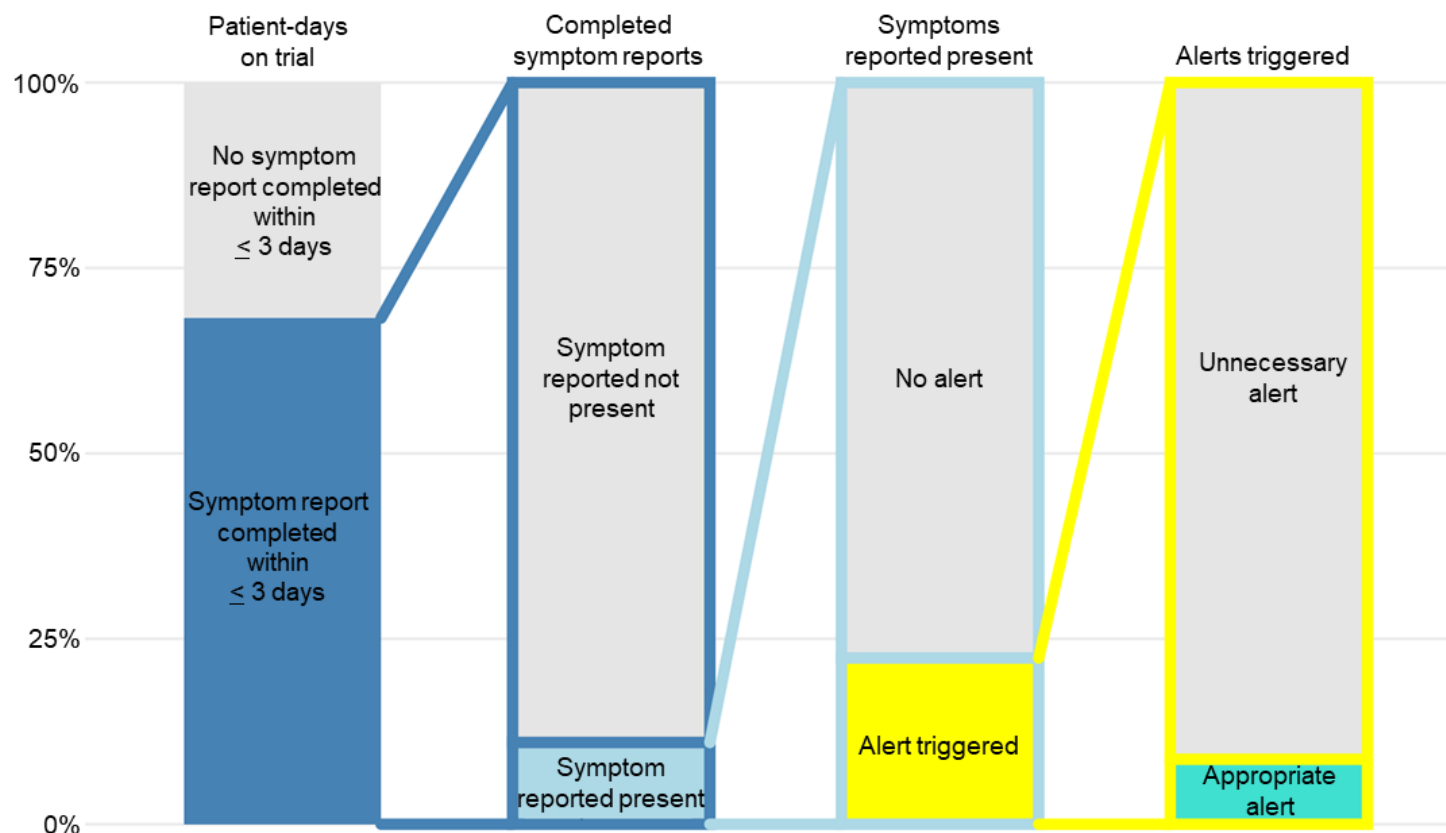 Patient-days
on trial
Completed
symptom reports
Symptoms
reported present
Alerts triggered
100%
75%
50%
25%
0%
No symptom
report completed
within
≤ 3 days
Symptom report
completed
within
≤ 3 days
Symptom
reported not
present
Symptom
reported present
No alert
Alert triggered
Unnecessary
alert
Appropriate
alert